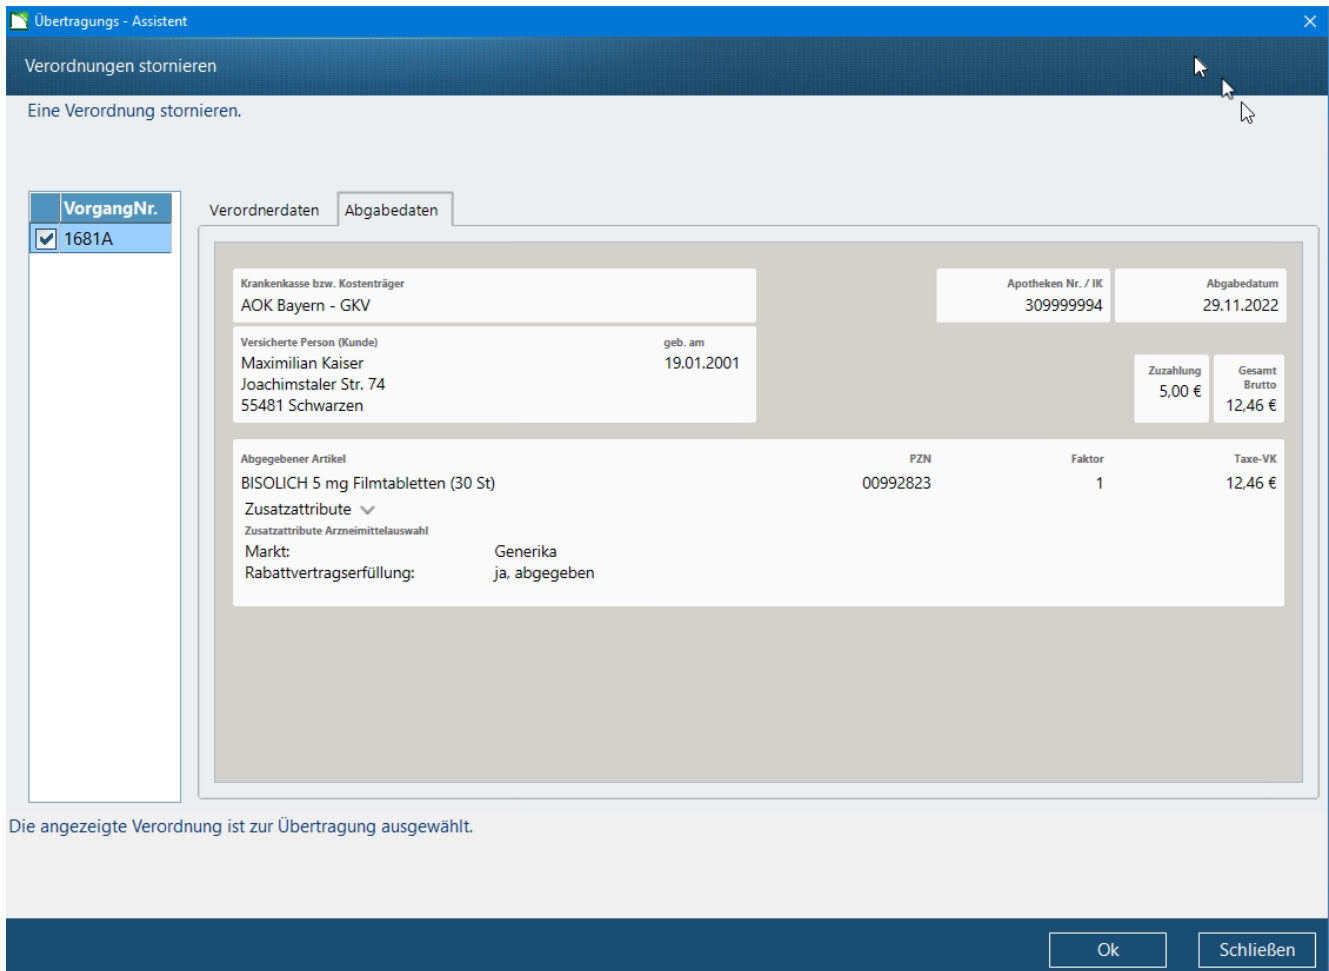 Übertragungs - Assistent
Verordnungen stornieren
Eine Verordnung stornieren.
VorgangNr.
1681A
Verordnerdaten Abgabedaten
Krankenkasse bzw. Kostenträger
AOK Bayern - GKV
Apotheken Nr. / IK
309999994
Abgabedatum
29.11.2022
Versicherte Person (Kunde) geb. am
Maximilian Kaiser 19.01.2001
Joachimstaler Str. 74
55481 Schwarzen
Zuzahlung
5,00 €
Gesamt
Brutto
12,46 €
Abgegebener Artikel PZN Faktor Taxe-VK
BISOLICH 5 mg Filmtabletten (30 St) 00992823 1 12,46 €
Zusatzattribute
Zusatzattribute Arzneimittelauswahl
Markt: Generika
Rabattvertragserfüllung: ja, abgegeben
Die angezeigte Verordnung ist zur Übertragung ausgewählt.
Ok Schließen